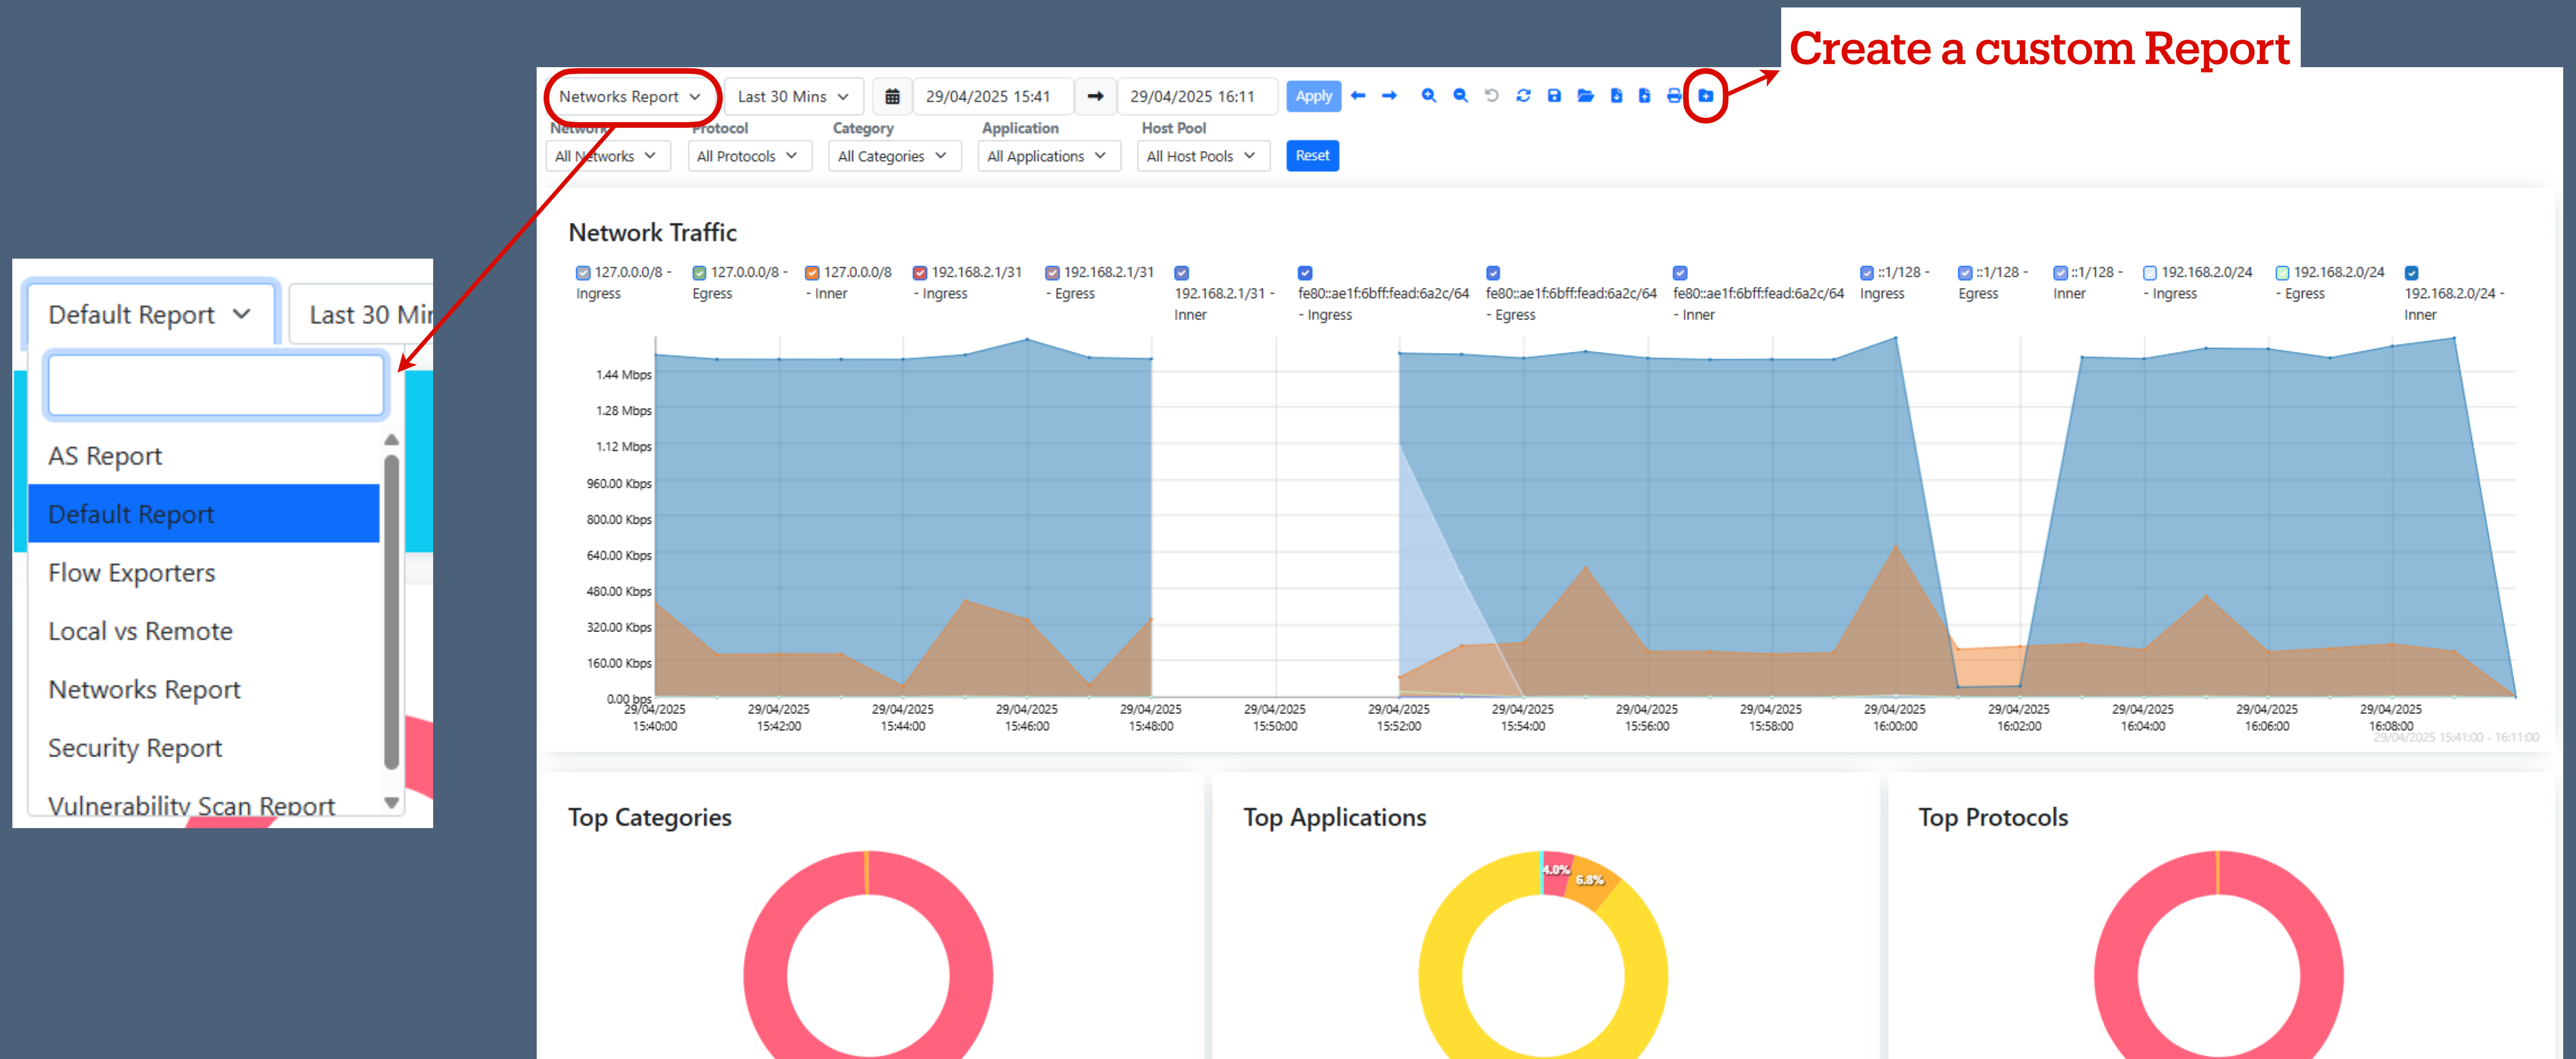 Create a custom Report
Networks Report
Last 30 Mins
29/04/2025 15:41
29/04/2025 16:11
Apply
Network
Protocol
Category
Application
Host Pool
All Networks
All Protocols
All Categories
All Applications
All Host Pools
Reset
Default Report
Last 30 Min
AS Report
Default Report
Flow Exporters
Local vs Remote
Networks Report
Security Report
Vulnerability Scan Report
Network Traffic
127.0.0.0/8 -
Ingress
127.0.0.0/8 -
Egress
127.0.0.0/8
- Inner
192.168.2.1/31
- Ingress
192.168.2.1/31
- Egress
192.168.2.1/31 -
Inner
fe80::ae1f:6bff:fead:6a2c/64
- Ingress
fe80::ae1f:6bff:fead:6a2c/64
- Egress
fe80::ae1f:6bff:fead:6a2c/64
- Inner
::1/128 -
Ingress
::1/128 -
Egress
::1/128 -
Inner
192.168.2.0/24
- Ingress
192.168.2.0/24
- Egress
192.168.2.0/24 -
Inner
1.44 Mbps
1.28 Mbps
1.12 Mbps
960.00 Kbps
800.00 Kbps
640.00 Kbps
480.00 Kbps
320.00 Kbps
160.00 Kbps
0.00 bps
29/04/2025
15:40:00
29/04/2025
15:42:00
29/04/2025
15:44:00
29/04/2025
15:46:00
29/04/2025
15:48:00
29/04/2025
15:50:00
29/04/2025
15:52:00
29/04/2025
15:54:00
29/04/2025
15:56:00
29/04/2025
15:58:00
29/04/2025
16:00:00
29/04/2025
16:02:00
29/04/2025
16:04:00
29/04/2025
16:06:00
29/04/2025
16:08:00
29/04/2025 15:41:00 - 16:11:00
Top Categories
Top Applications
4.0%
6.8%
Top Protocols